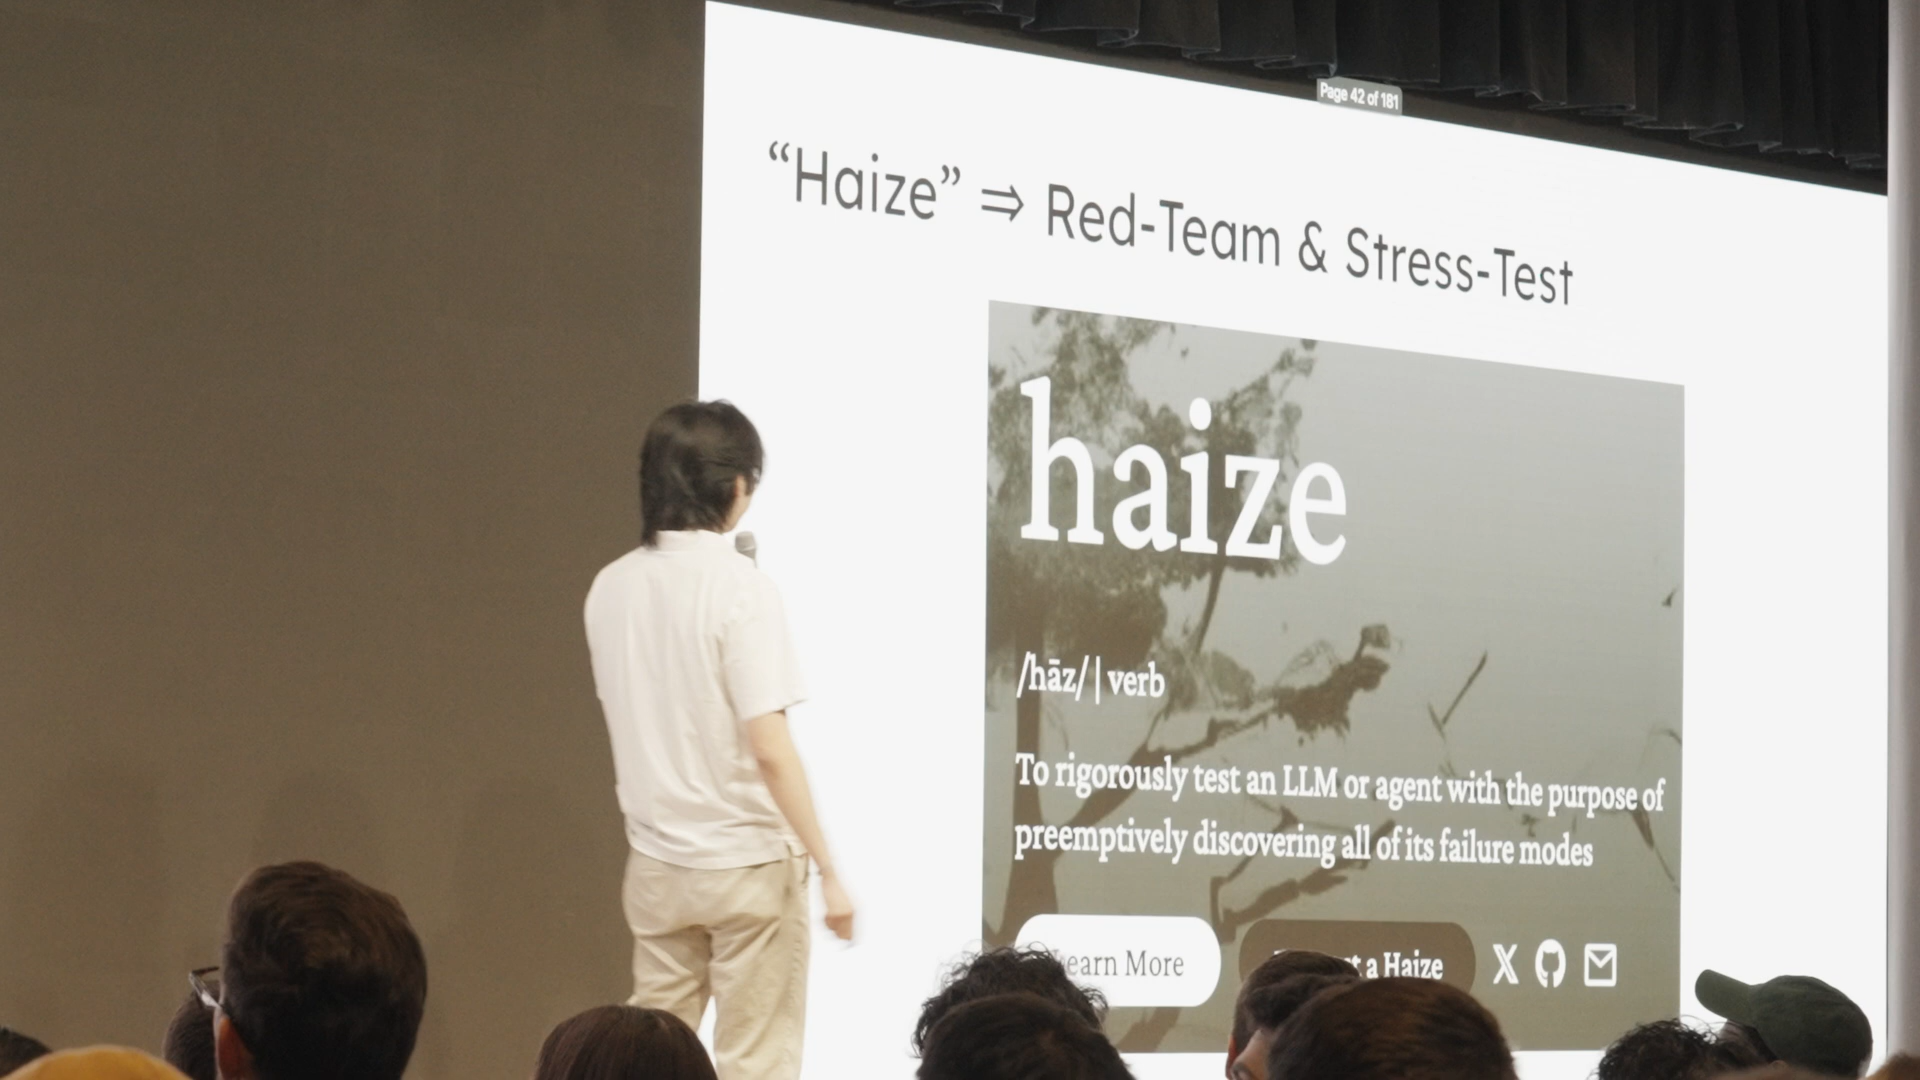 Page 42 of 181
“Haize” ⇒ Red-Team & Stress-Test
haize
/hāz/ | verb
To rigorously test an LLM or agent with the purpose of
preemptively discovering all of its failure modes
Learn More
a Haize